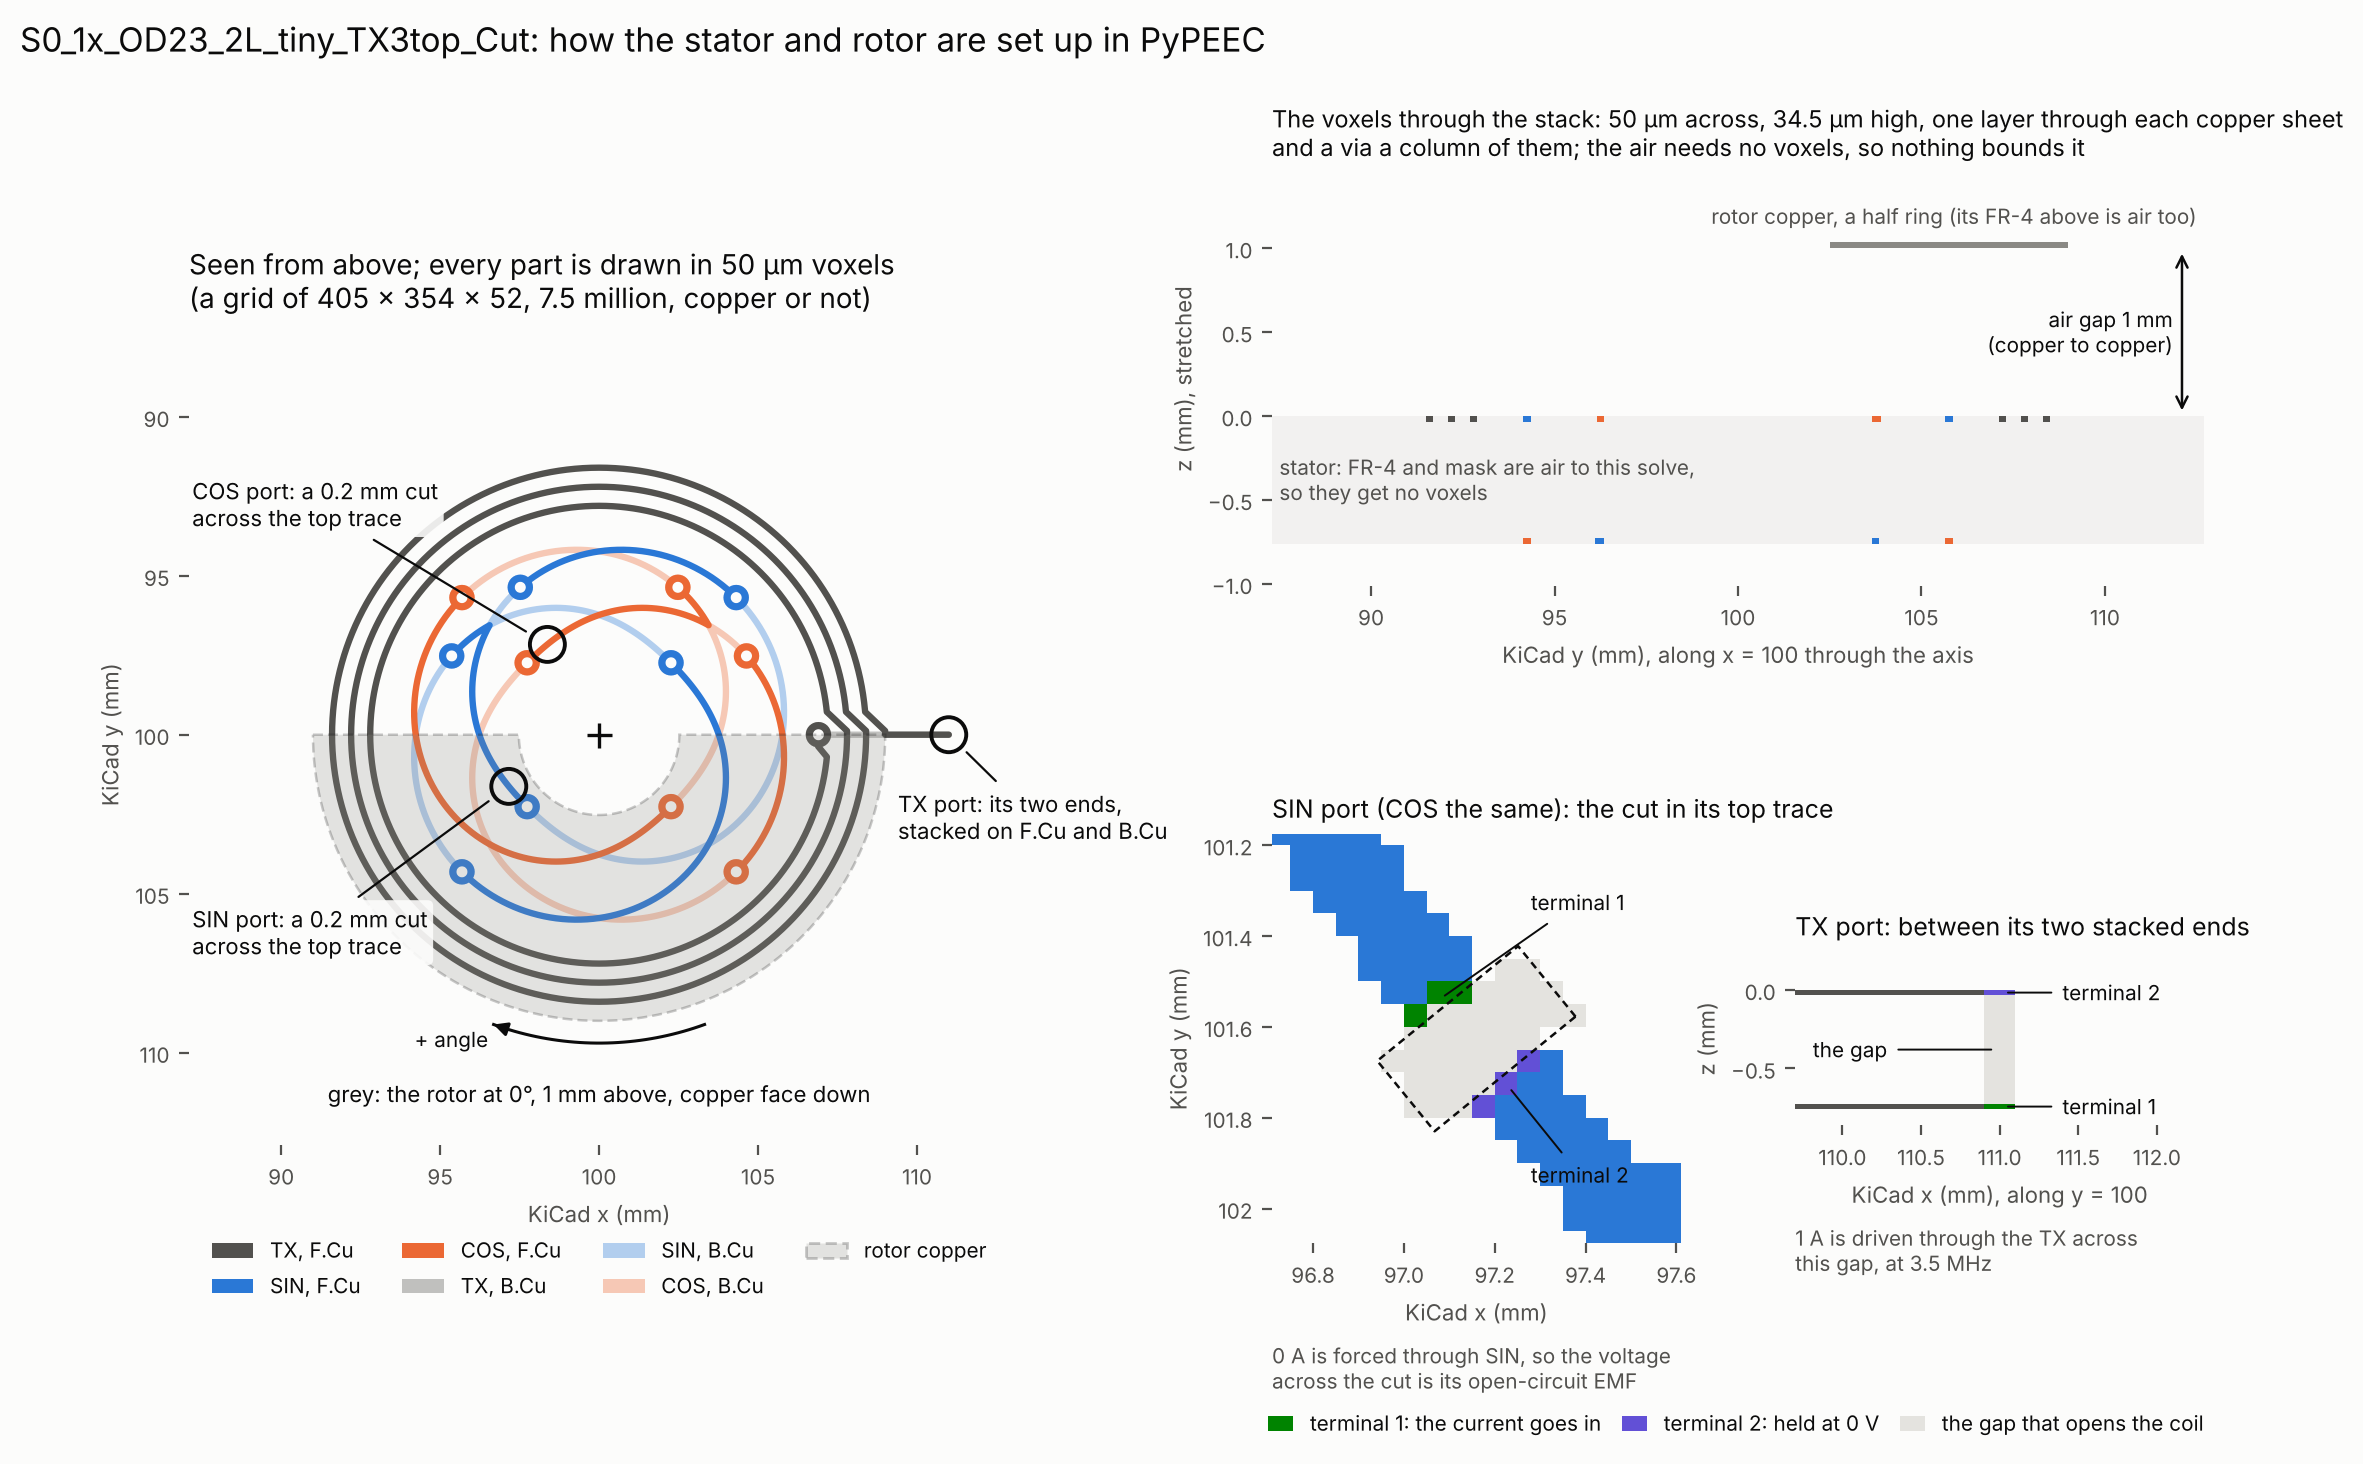 S0_1x_OD23_2L_tiny_TX3top_Cut: how the stator and rotor are set up in PyPEEC
Seen from above; every part is drawn in 50 µm voxels
(a grid of 405 × 354 × 52, 7.5 million, copper or not)
90
95
100
105
110
KiCad y (mm)
COS port: a 0.2 mm cut
across the top trace
SIN port: a 0.2 mm cut
across the top trace
TX port: its two ends,
stacked on F.Cu and B.Cu
+ angle
grey: the rotor at 0°, 1 mm above, copper face down
90
95
100
105
110
KiCad x (mm)
TX, F.Cu
COS, F.Cu
SIN, B.Cu
rotor copper
SIN, F.Cu
TX, B.Cu
COS, B.Cu
The voxels through the stack: 50 µm across, 34.5 µm high, one layer through each copper sheet
and a via a column of them; the air needs no voxels, so nothing bounds it
rotor copper, a half ring (its FR-4 above is air too)
1.0
0.5
0.0
−0.5
−1.0
z (mm), stretched
air gap 1 mm
(copper to copper)
stator: FR-4 and mask are air to this solve,
so they get no voxels
90
95
100
105
110
KiCad y (mm), along x = 100 through the axis
SIN port (COS the same): the cut in its top trace
101.2
101.4
101.6
101.8
102
KiCad y (mm)
terminal 1
terminal 2
96.8
97.0
97.2
97.4
97.6
KiCad x (mm)
0 A is forced through SIN, so the voltage
across the cut is its open-circuit EMF
TX port: between its two stacked ends
0.0
−0.5
z (mm)
terminal 2
the gap
terminal 1
110.0
110.5
111.0
111.5
112.0
KiCad x (mm), along y = 100
1 A is driven through the TX across
this gap, at 3.5 MHz
terminal 1: the current goes in
terminal 2: held at 0 V
the gap that opens the coil